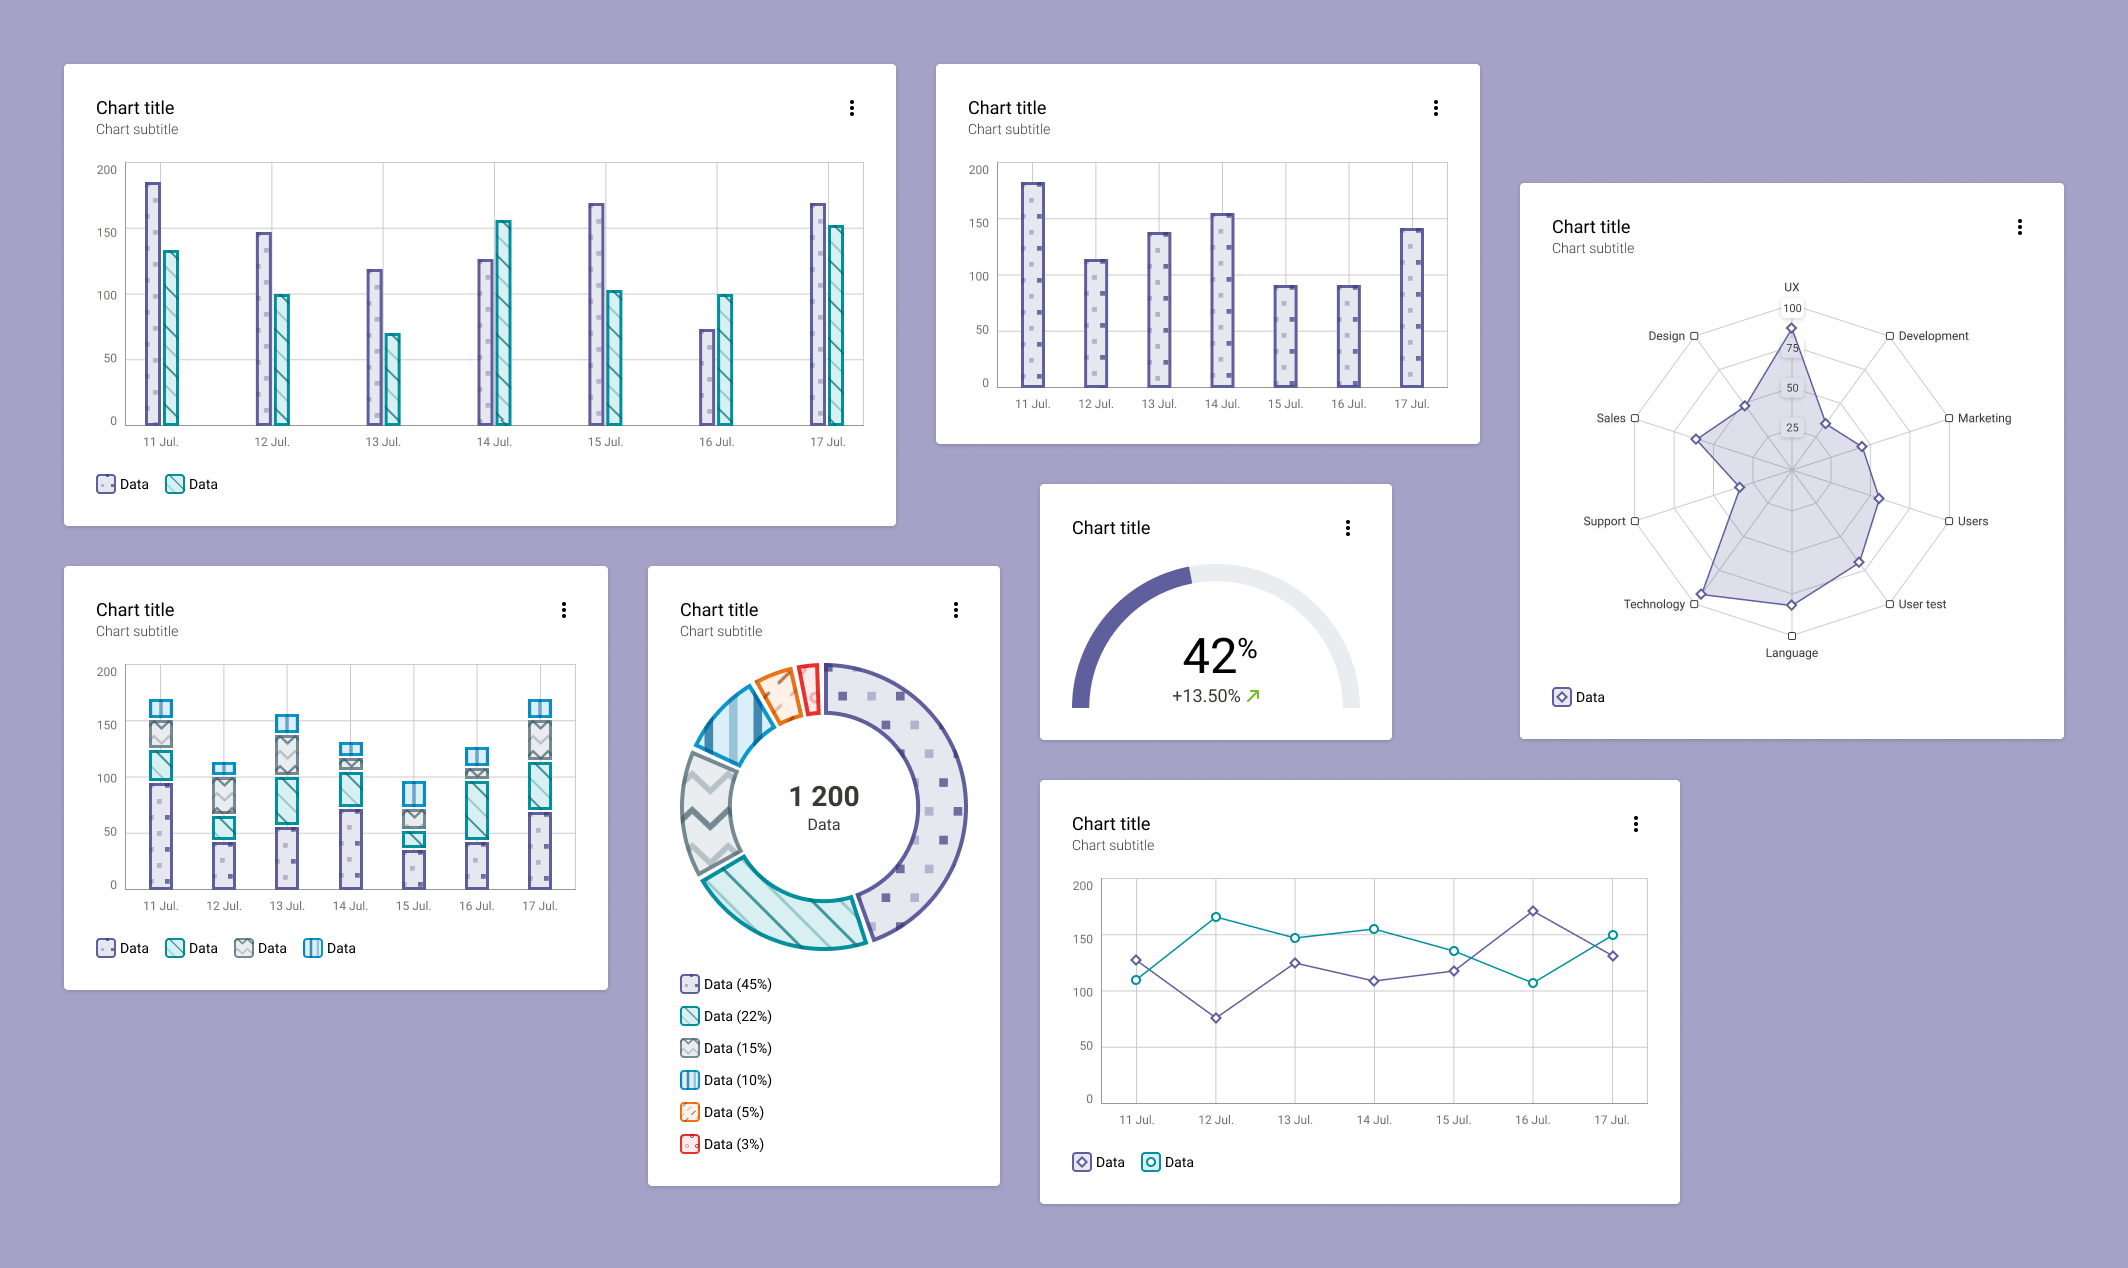 Chart title
Chart subtitle
200
150
100
50
0
11 Jul. 12 Jul. 13 Jul. 14 Jul. 15 Jul. 16 Jul. 17 Jul.
Data Data
Chart title
Chart subtitle
200
150
100
50
0
11 Jul. 12 Jul. 13 Jul. 14 Jul. 15 Jul. 16 Jul. 17 Jul.
Chart title
Chart subtitle
UX
100
Design Development
75
50
Sales Marketing
25
Support Users
Technology User test
Language
Data
Chart title
42%
+13.50%
Chart title
Chart subtitle
200
150
100
50
0
11 Jul. 12 Jul. 13 Jul. 14 Jul. 15 Jul. 16 Jul. 17 Jul.
Data Data Data Data
Chart title
Chart subtitle
1 200
Data
Data (45%)
Data (22%)
Data (15%)
Data (10%)
Data (5%)
Data (3%)
Chart title
Chart subtitle
200
150
100
50
0
11 Jul. 12 Jul. 13 Jul. 14 Jul. 15 Jul. 16 Jul. 17 Jul.
Data Data